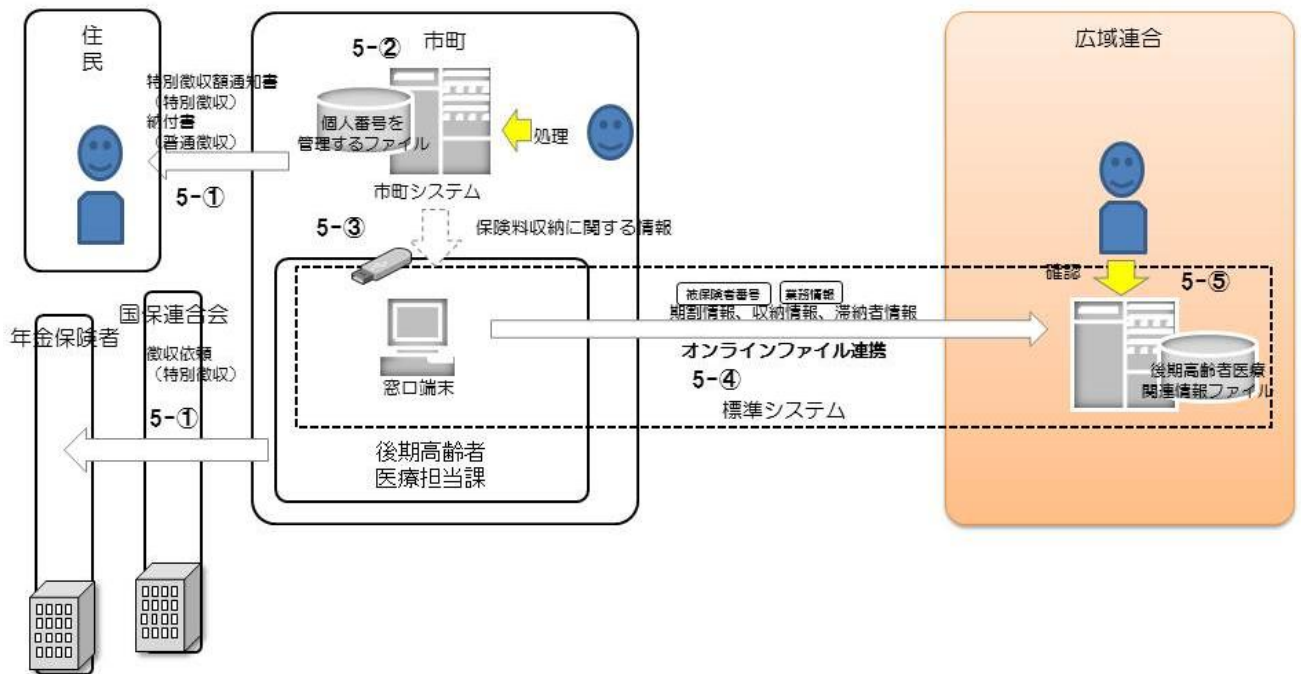 住
民
特別徴収額通知書
（特別徴収）
納付書
（普通徴収）
5-①
市町
5-②
個人番号を
管理するファイル
処理
市町システム
5-③
保険料収納に関する情報
窓口端末
後期高齢者
医療担当課
国保連合会
年金保険者
徴収依頼
（特別徴収）
5-①
被保険者番号
業務情報
期割情報、収納情報、滞納者情報
オンラインファイル連携
5-④
標準システム
広域連合
確認
5-⑤
後期高齢者医療
関連情報ファイル